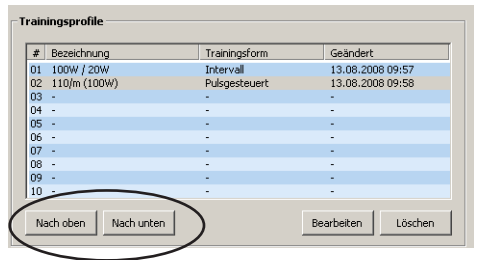 Trainingsprofile
# Bezeichnung Trainingsform Geändert
01 100W / 20W Intervall 13.08.2008 09:57
02 110/m (100W) Pulsgesteuert 13.08.2008 09:58
03 - - -
04 - - -
05 - - -
06 - - -
07 - - -
08 - - -
09 - - -
10 - - -
Nach oben Nach unten Bearbeiten Löschen